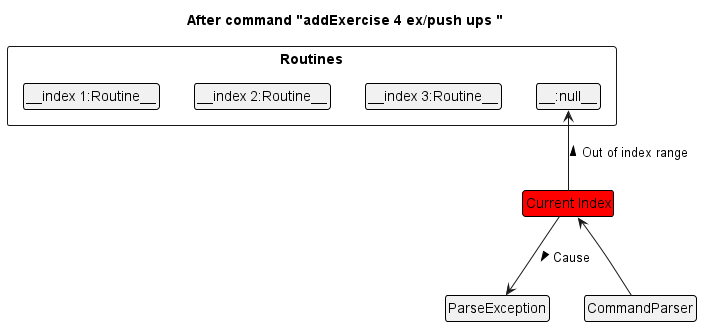 After command "addExercise 4 ex/push ups "
Routines
__index 1:Routine__
__index 2:Routine__
__index 3:Routine__
__:null__
Out of index range
Current Index
Cause
ParseException
CommandParser